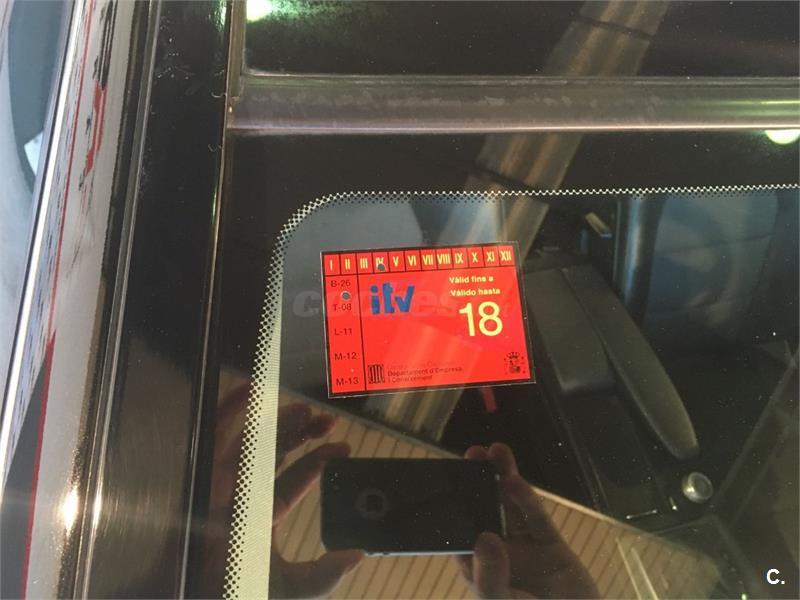 I II III IV V VI VII VIII IX X XI XII
B-26
T-08
L-11
M-12
M-13
itv
Vàlid fins a
Válido hasta
18
Departament d'Empresa
i Coneixement
C.